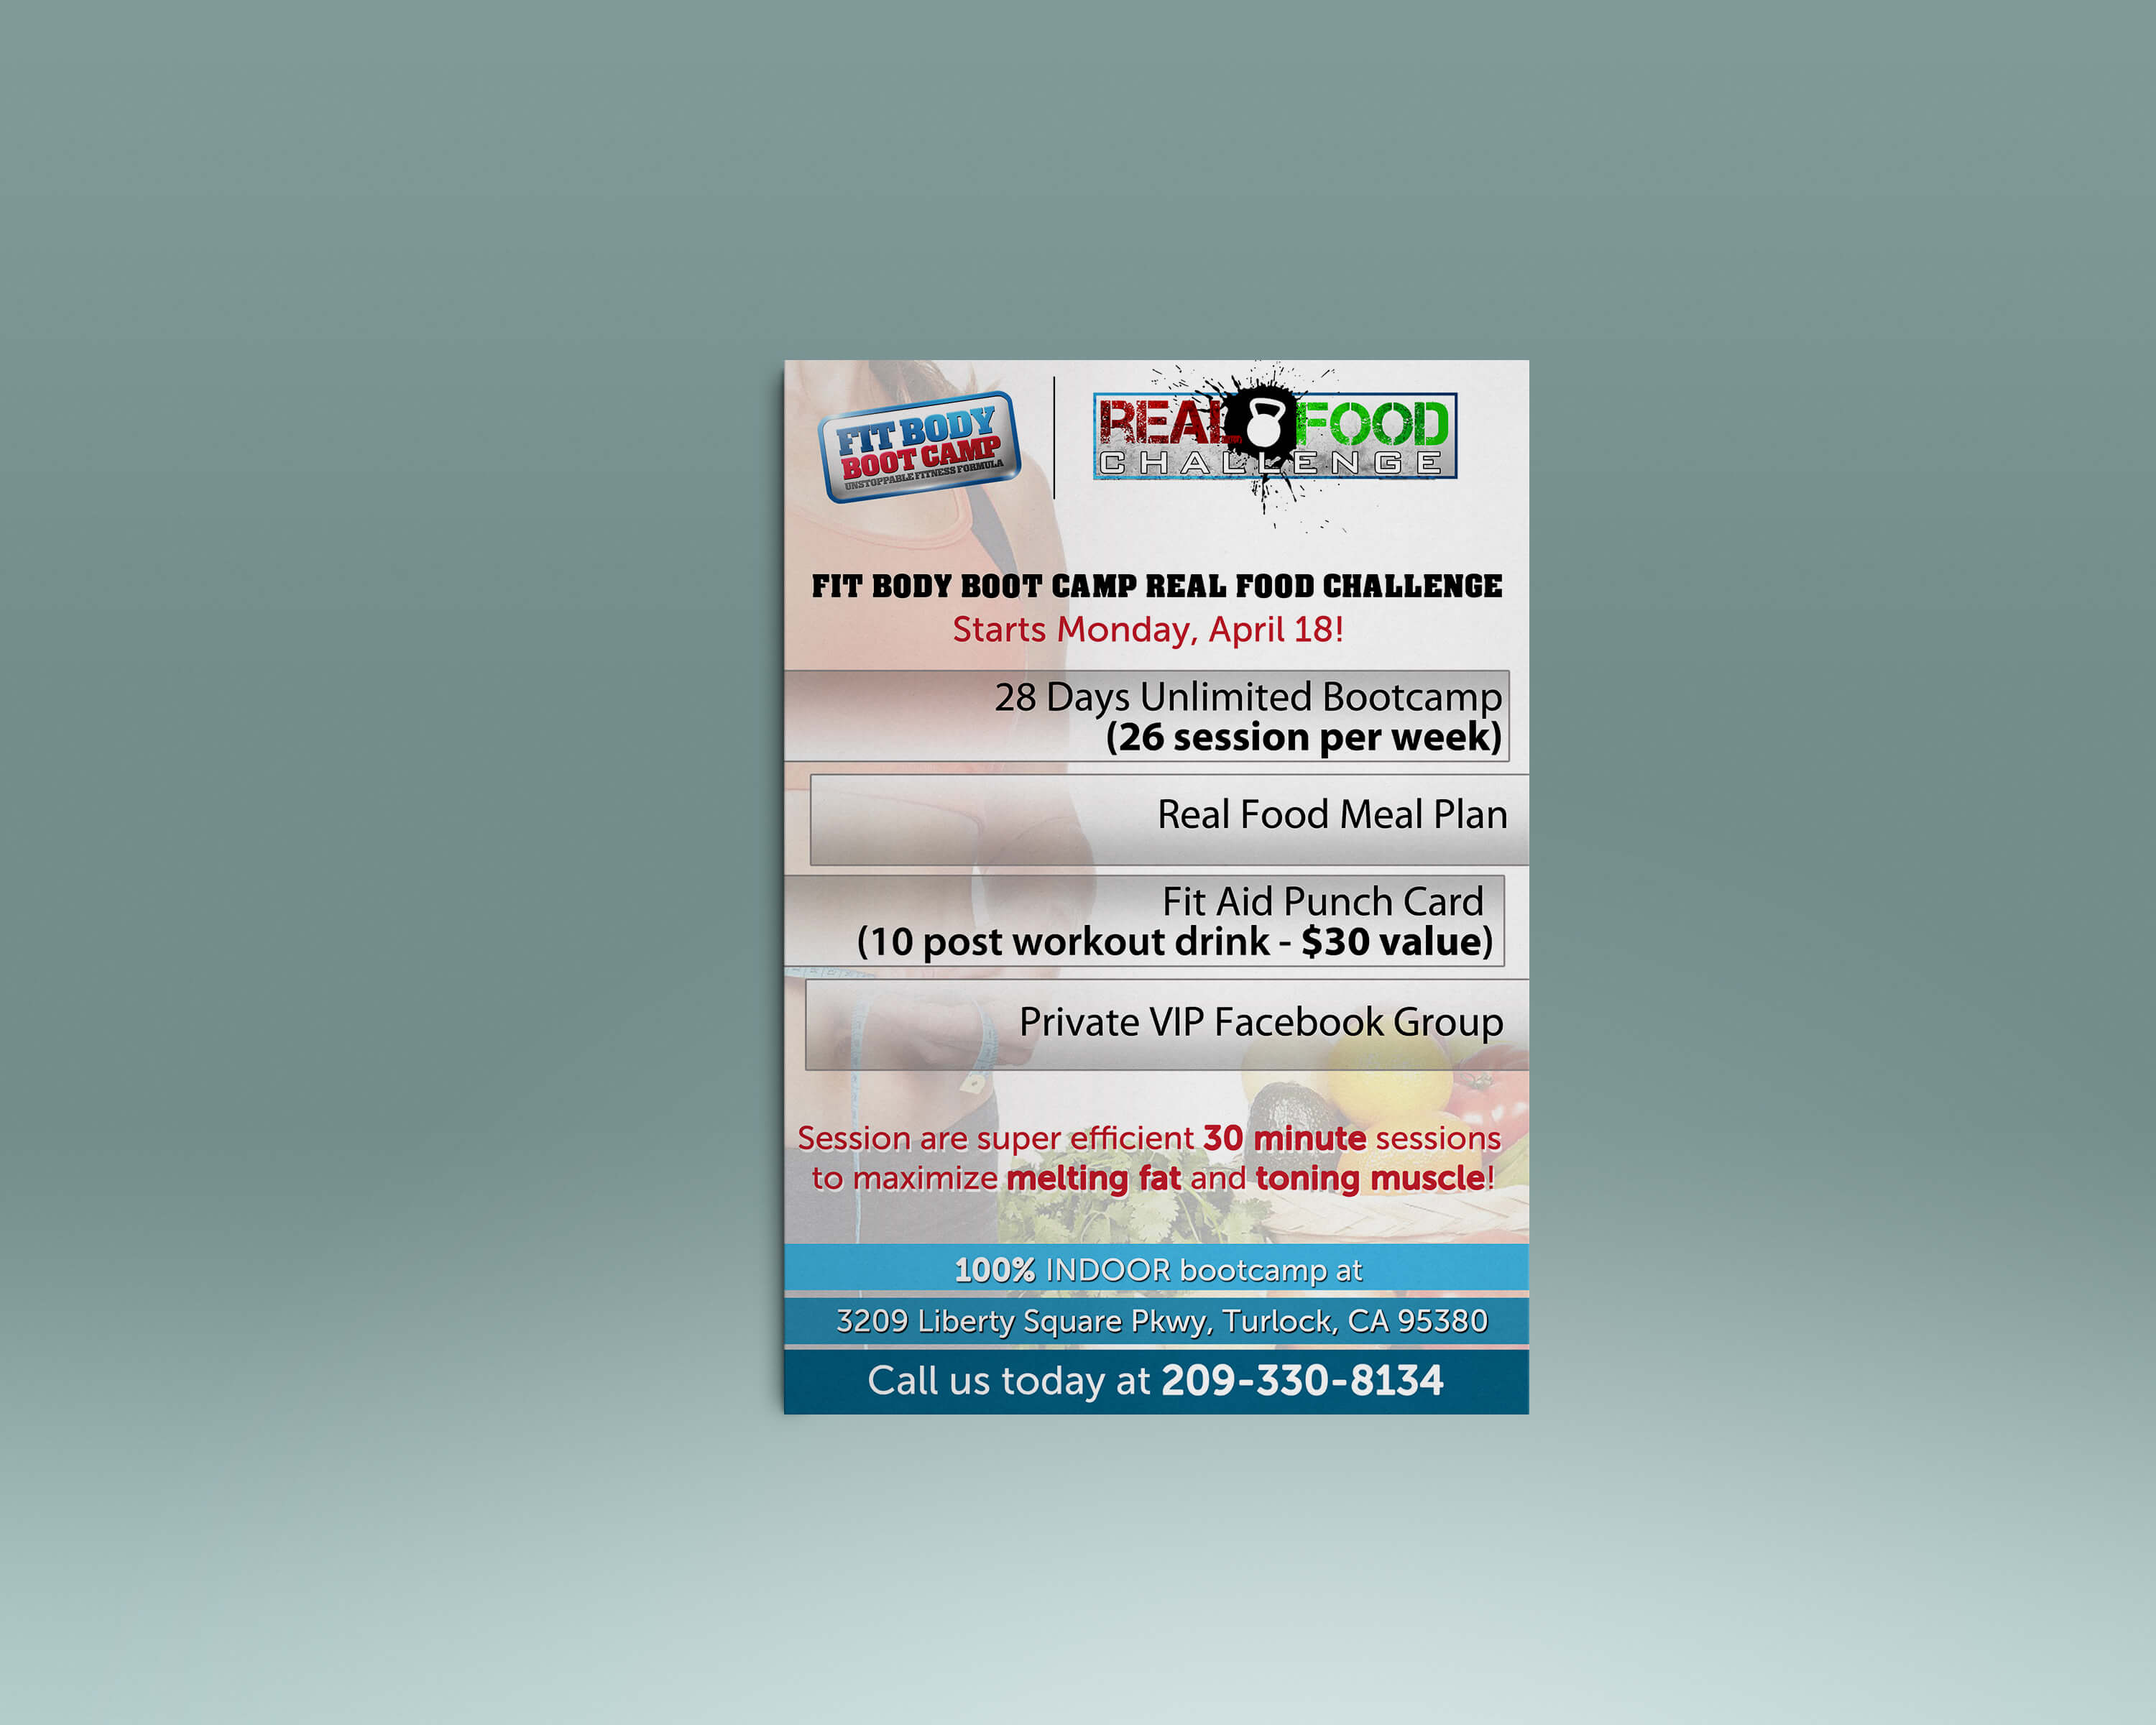 FIT BODY
BOOT CAMP
UNSTOPPABLE FITNESS FORMULA
REAL FOOD
CHALLENGE
FIT BODY BOOT CAMP REAL FOOD CHALLENGE
Starts Monday, April 18!
28 Days Unlimited Bootcamp
(26 session per week)
Real Food Meal Plan
Fit Aid Punch Card
(10 post workout drink - $30 value)
Private VIP Facebook Group
Session are super efficient 30 minute sessions
to maximize melting fat and toning muscle!
100% INDOOR bootcamp at
3209 Liberty Square Pkwy, Turlock, CA 95380
Call us today at 209-330-8134